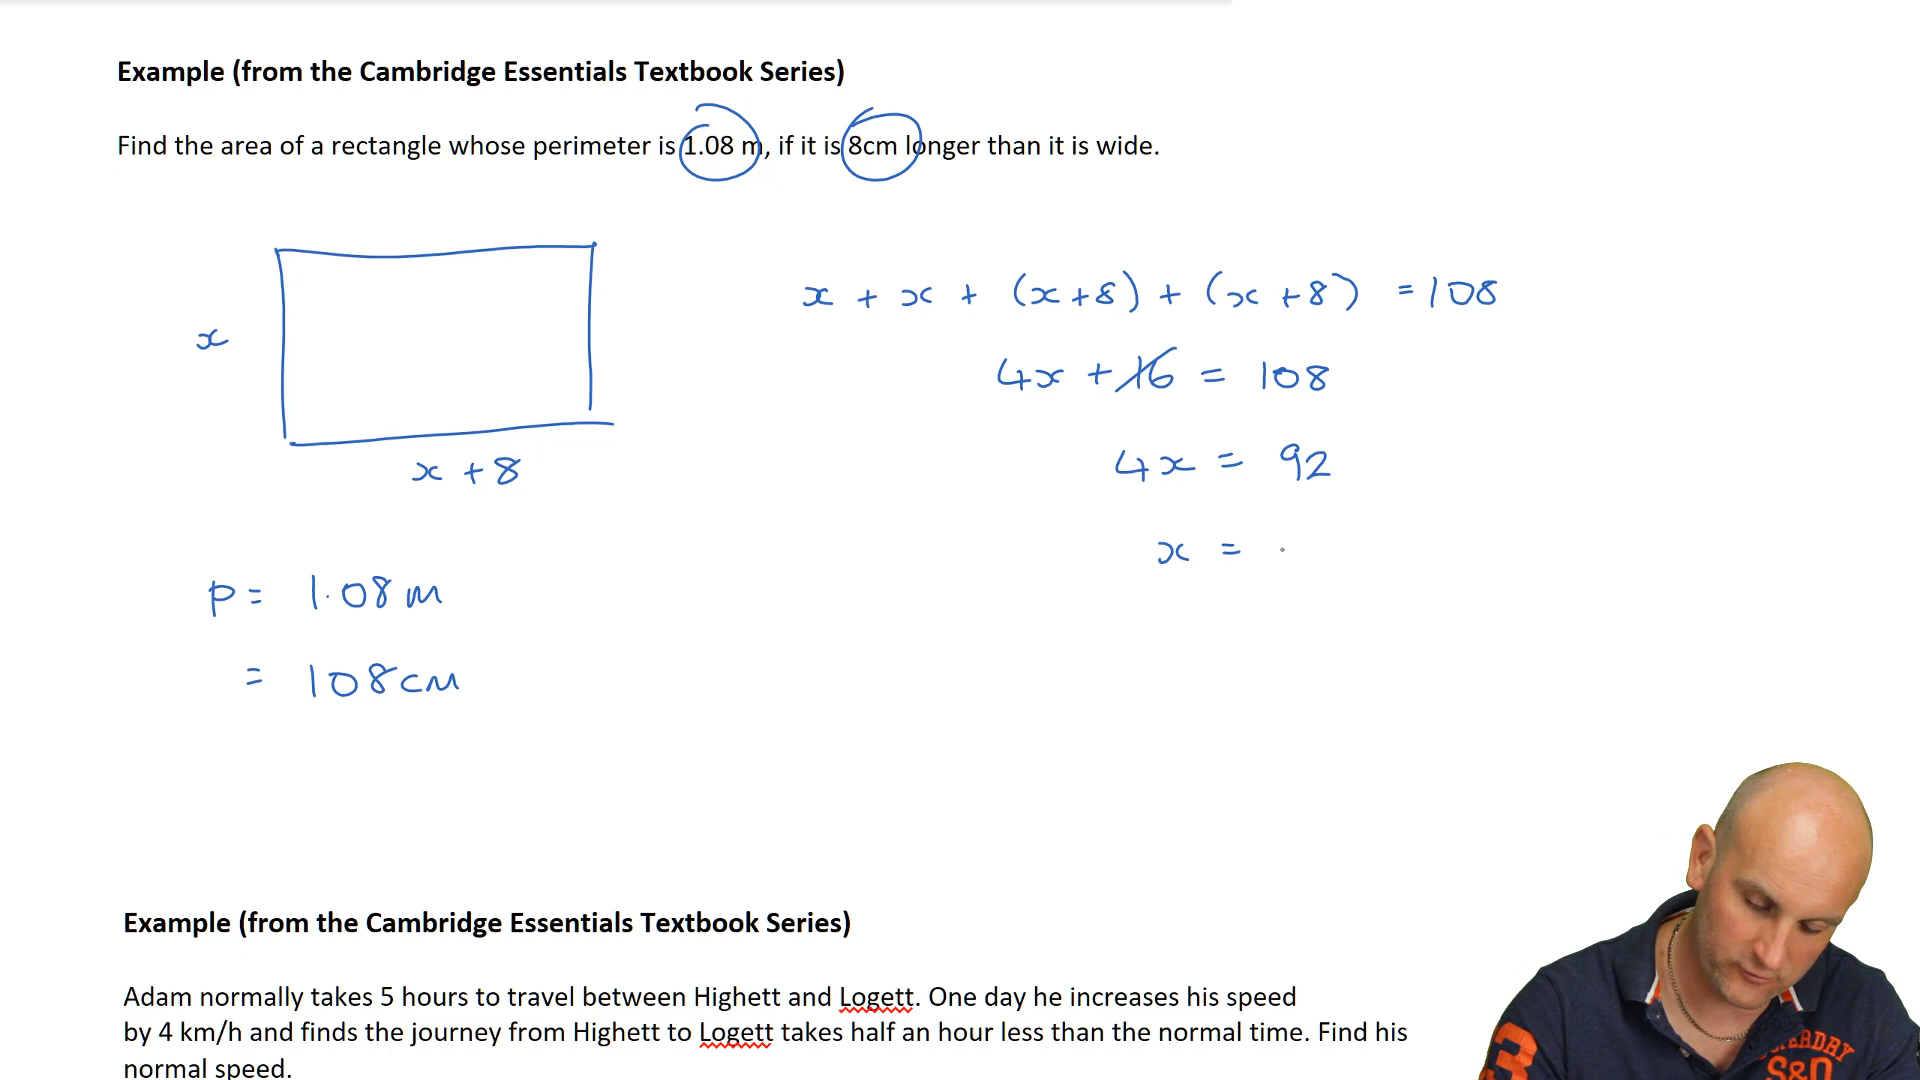 Example (from the Cambridge Essentials Textbook Series)
Find the area of a rectangle whose perimeter is 1.08 m, if it is 8cm longer than it is wide.
x + x + (x+8) + (x+8) = 108
x
4x + 16 = 108
4x = 92
x + 8
x =
P = 1.08 m
= 108cm
Example (from the Cambridge Essentials Textbook Series)
Adam normally takes 5 hours to travel between Highett and Logett. One day he increases his speed
by 4 km/h and finds the journey from Highett to Logett takes half an hour less than the normal time. Find his
normal speed.
3
S&D